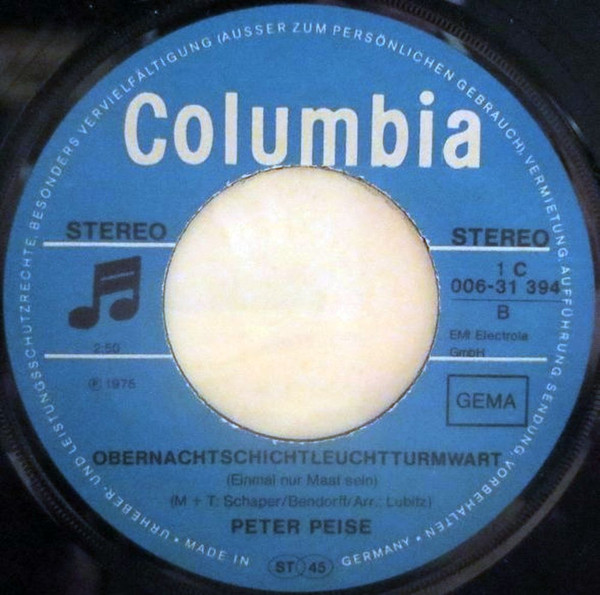 URHEBER- UND LEISTUNGSSCHUTZRECHTE, BESONDERS VERVIELFÄLTIGUNG (AUSSER ZUM PERSÖNLICHEN GEBRAUCH), VERMIETUNG, AUFFÜHRUNG, SENDUNG, VORBEHALTEN
Columbia
STEREO
STEREO
1 C
006-31 394
B
EMI Electrola
GmbH
2:50
℗ 1975
GEMA
OBERNACHTSCHICHTLEUCHTTURMWART
(Einmal nur Maat sein)
(M + T: Schaper/Bendorff/Arr.: Lubitz)
PETER PEISE
• MADE IN GERMANY •
ST 45